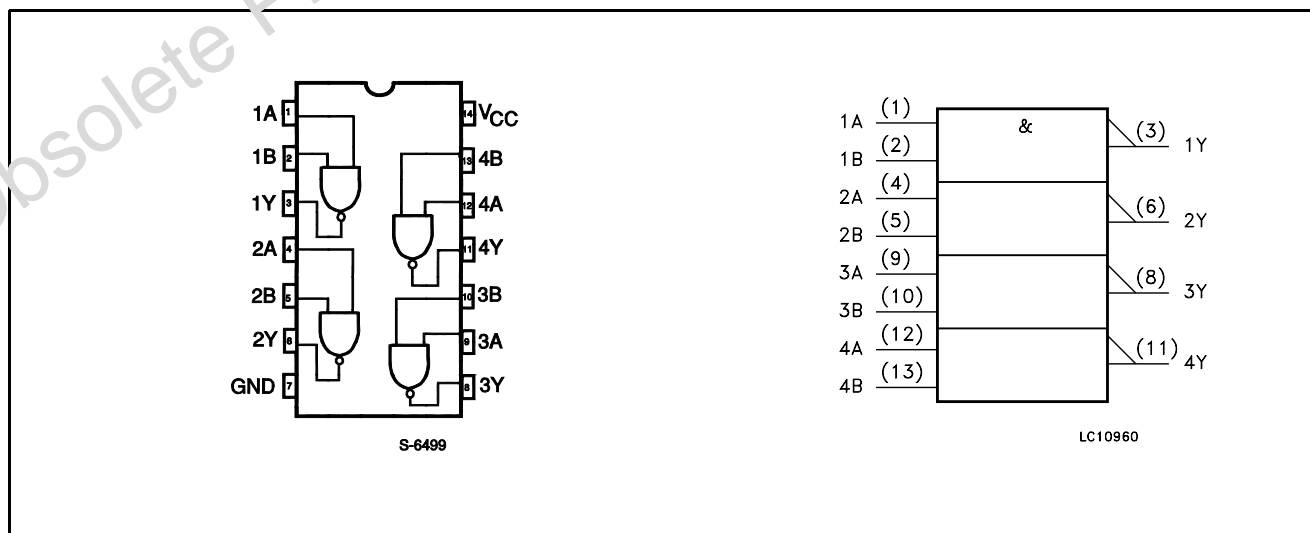 bsolete
1A 1 14 VCC
1B 2 13 4B
1Y 3 12 4A
2A 4 11 4Y
2B 5 10 3B
2Y 6 9 3A
GND 7 8 3Y
S-6499
&
1A (1)
1B (2)
2A (4)
2B (5)
3A (9)
3B (10)
4A (12)
4B (13)
(3) 1Y
(6) 2Y
(8) 3Y
(11) 4Y
LC10960